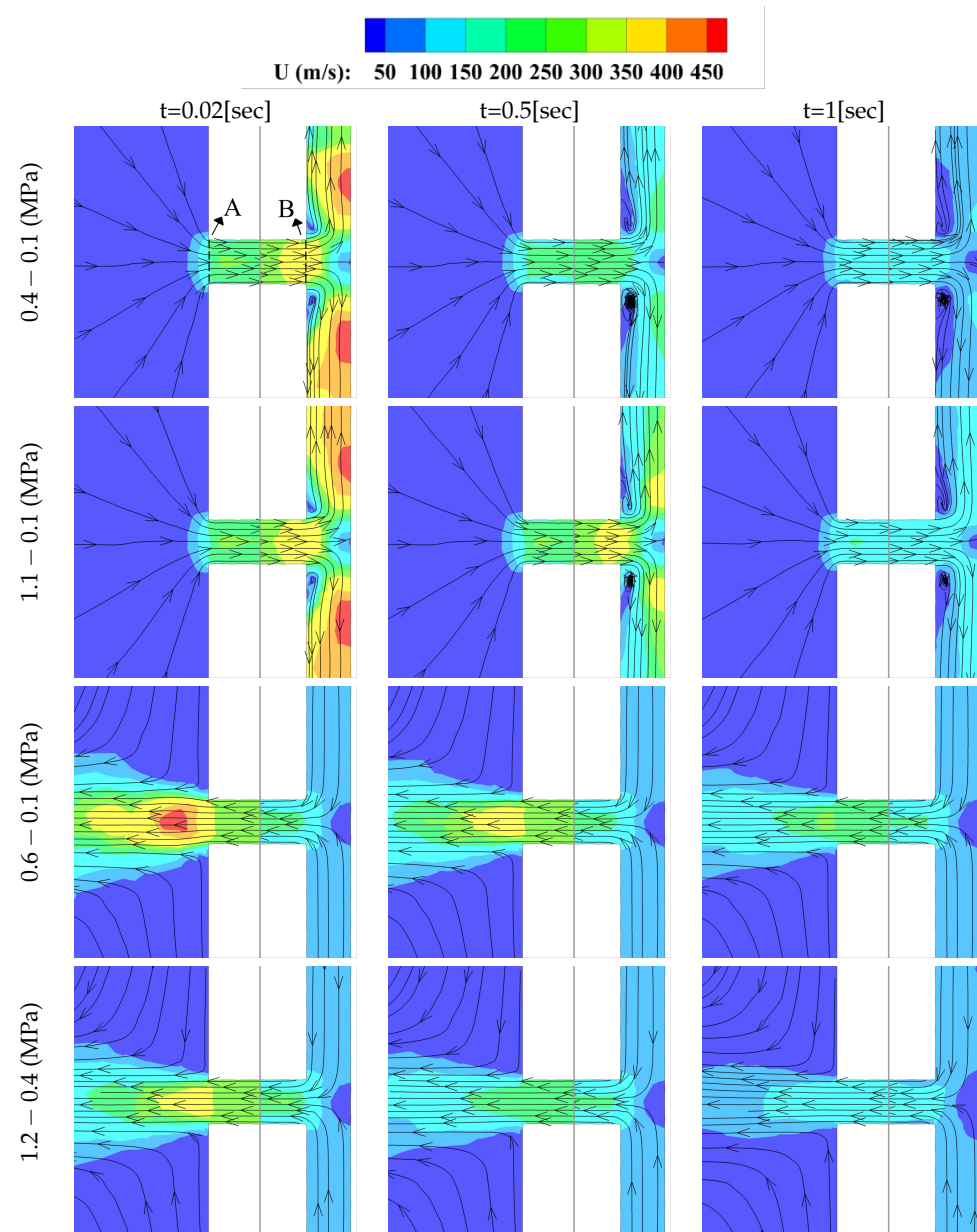 U (m/s): 50 100 150 200 250 300 350 400 450
t=0.02[sec] t=0.5[sec] t=1[sec]
0.4 − 0.1 (MPa)
A B
1.1 − 0.1 (MPa)
0.6 − 0.1 (MPa)
1.2 − 0.4 (MPa)